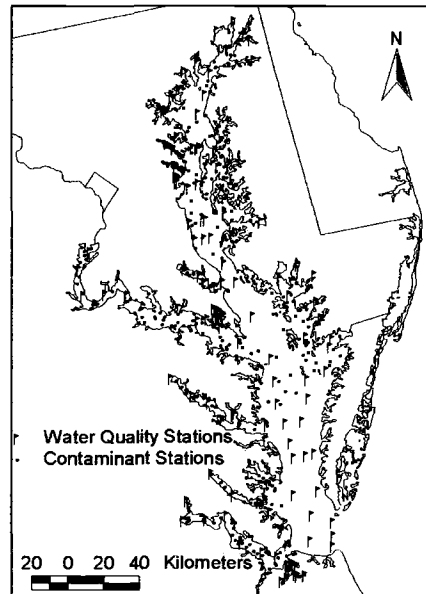 N
Water Quality Stations
Contaminant Stations
20 0 20 40 Kilometers